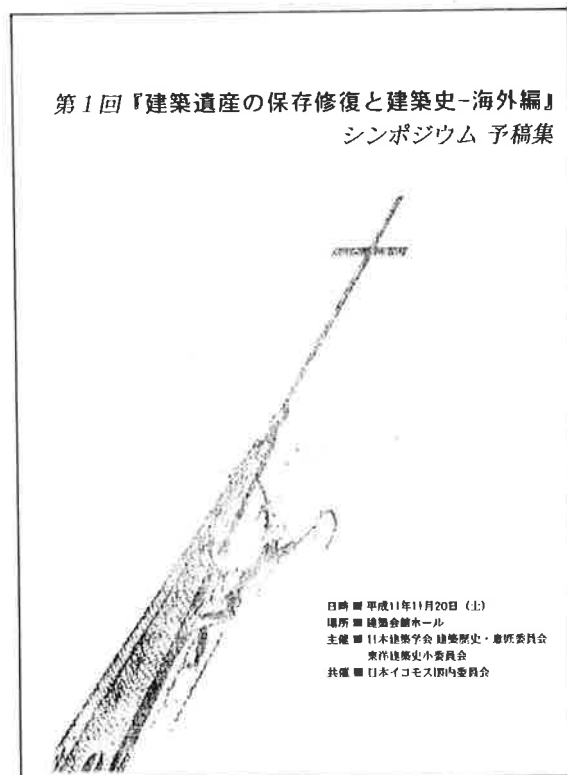 第1回『建築遺産の保存修復と建築史-海外編』
シンポジウム 予稿集
日時 ■ 平成11年11月20日（土）
場所 ■ 建築会館ホール
主催 ■ 日本建築学会 建築歴史・意匠委員会
東洋建築史小委員会
共催 ■ 日本イコモス国内委員会